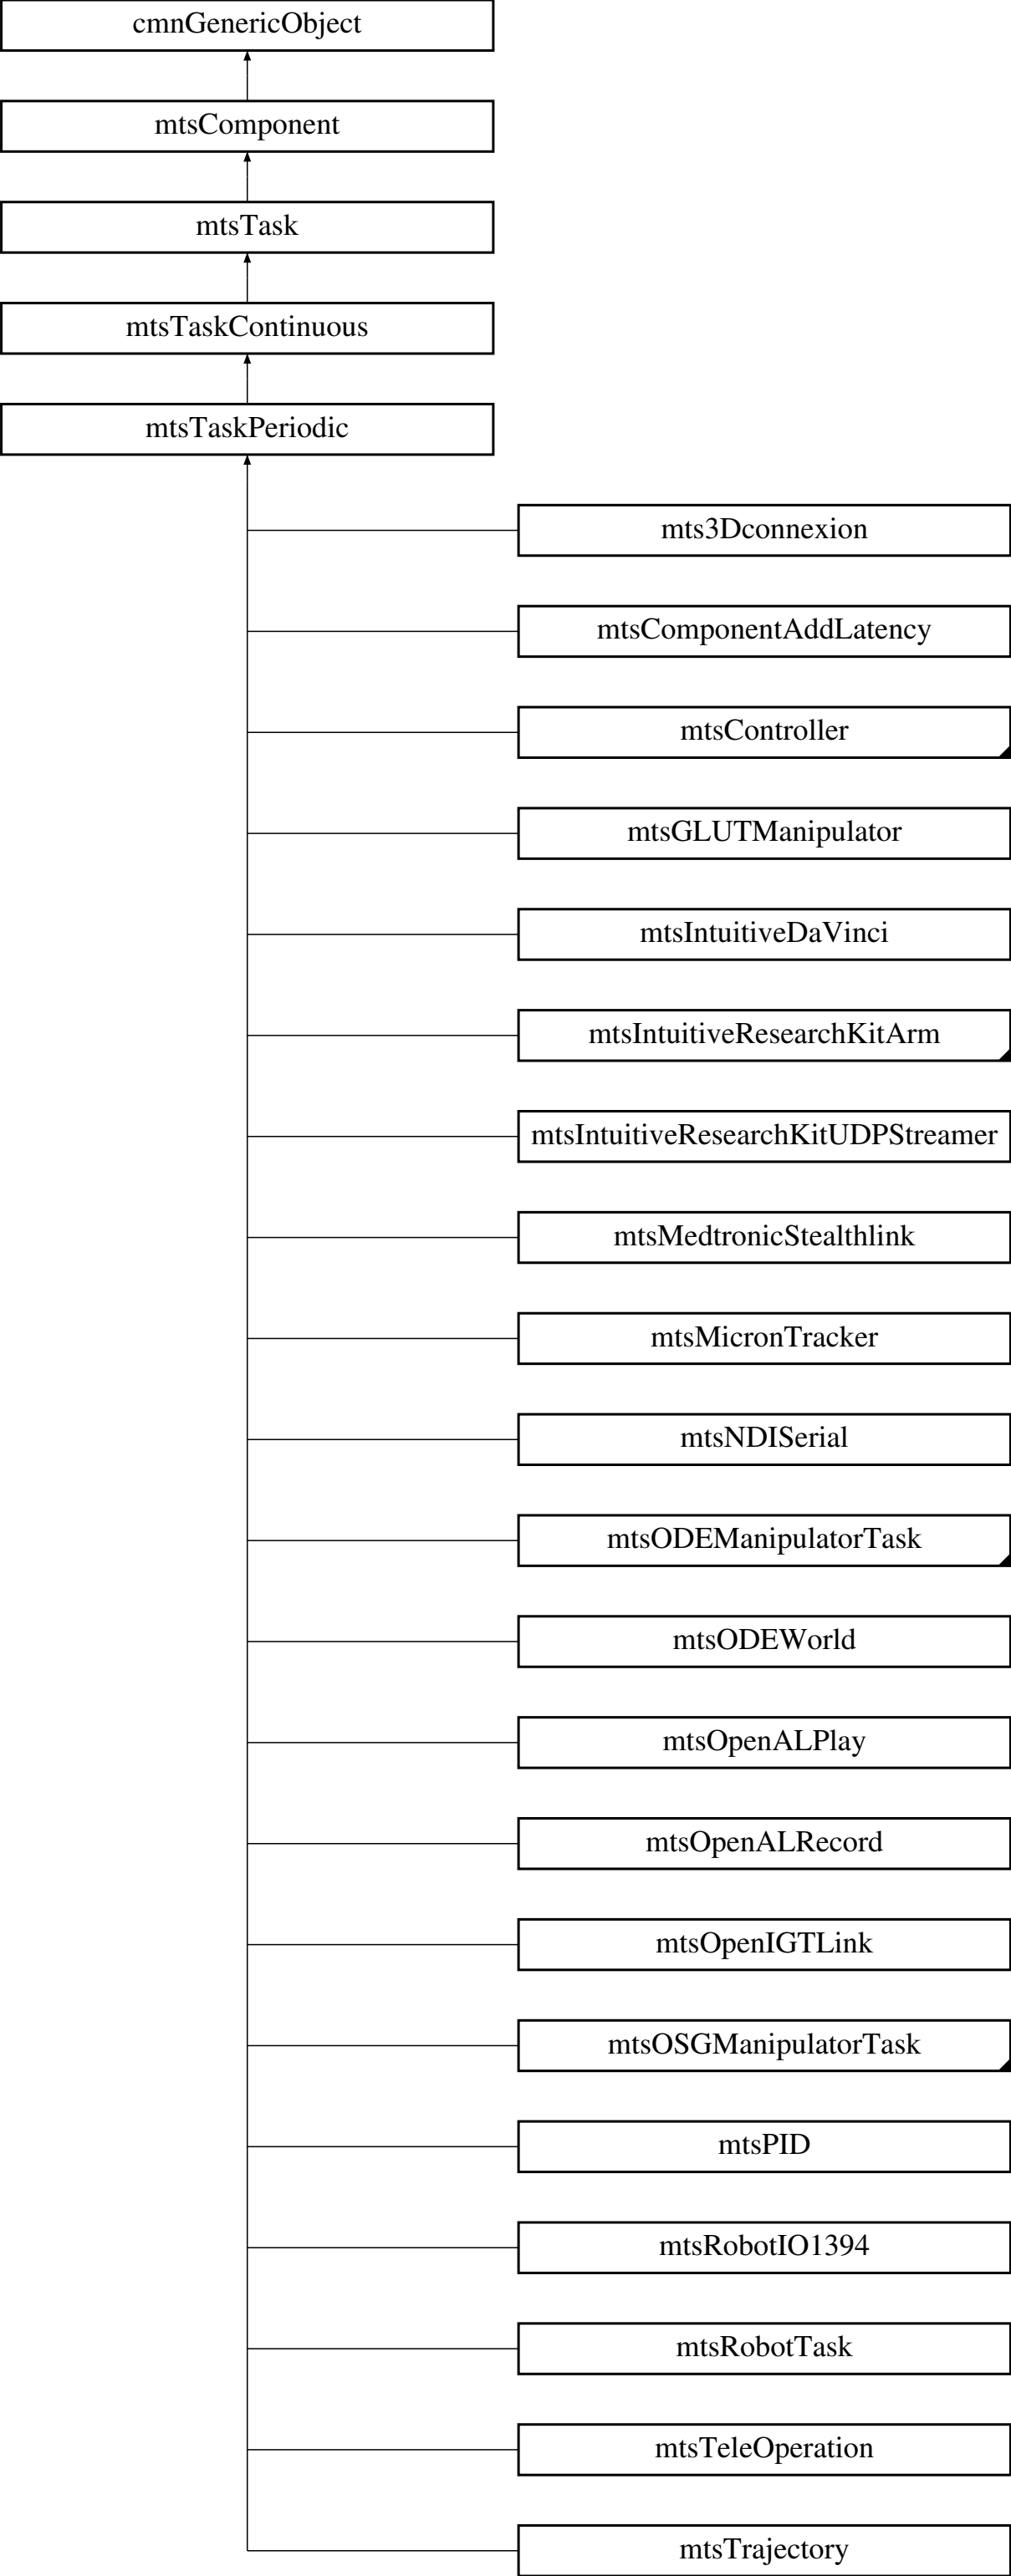 cmnGenericObject
mtsComponent
mtsTask
mtsTaskContinuous
mtsTaskPeriodic
mts3Dconnexion
mtsComponentAddLatency
mtsController
mtsGLUTManipulator
mtsIntuitiveDaVinci
mtsIntuitiveResearchKitArm
mtsIntuitiveResearchKitUDPStreamer
mtsMedtronicStealthlink
mtsMicronTracker
mtsNDISerial
mtsODEManipulatorTask
mtsODEWorld
mtsOpenALPlay
mtsOpenALRecord
mtsOpenIGTLink
mtsOSGManipulatorTask
mtsPID
mtsRobotIO1394
mtsRobotTask
mtsTeleOperation
mtsTrajectory